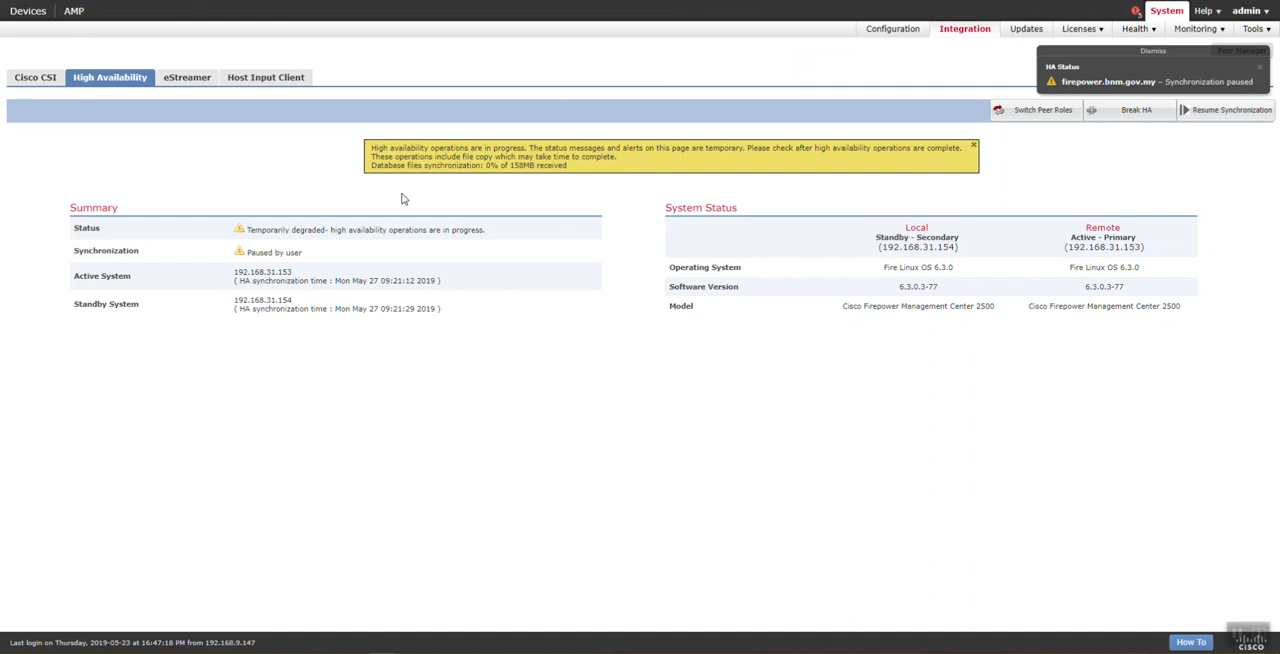 Devices AMP
5 System Help admin
Configuration Integration Updates Licenses Health Monitoring Tools
Dismiss Peer Manager
HA Status
firepower.bnm.gov.my – Synchronization paused
Cisco CSI High Availability eStreamer Host Input Client
Switch Peer Roles Break HA Resume Synchronization
High availability operations are in progress. The status messages and alerts on this page are temporary. Please check after high availability operations are complete.
These operations include file copy which may take time to complete.
Database files synchronization: 0% of 158MB received
Summary
Status Temporarily degraded- high availability operations are in progress.
Synchronization Paused by user
Active System 192.168.31.153
( HA synchronization time : Mon May 27 09:21:12 2019 )
Standby System 192.168.31.154
( HA synchronization time : Mon May 27 09:21:29 2019 )
System Status
Local Remote
Standby - Secondary Active - Primary
(192.168.31.154) (192.168.31.153)
Operating System Fire Linux OS 6.3.0 Fire Linux OS 6.3.0
Software Version 6.3.0.3-77 6.3.0.3-77
Model Cisco Firepower Management Center 2500 Cisco Firepower Management Center 2500
Last login on Thursday, 2019-05-23 at 16:47:18 PM from 192.168.9.147
How To
CISCO